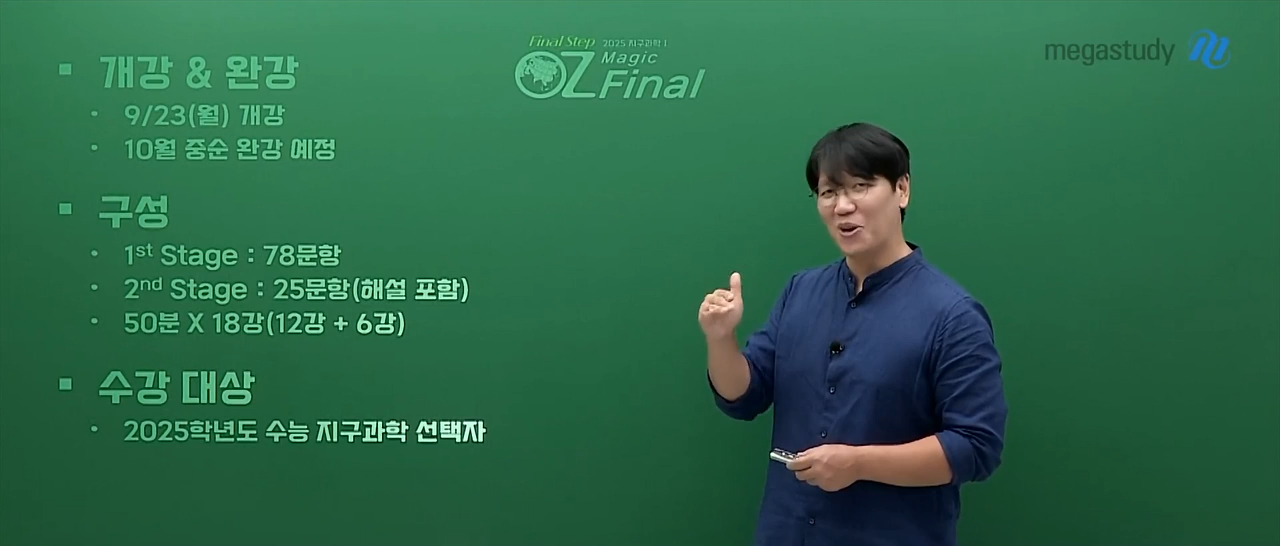 개강 & 완강
9/23(월) 개강
10월 중순 완강 예정
구성
1st Stage : 78문항
2nd Stage : 25문항(해설 포함)
50분 X 18강(12강 + 6강)
수강 대상
2025학년도 수능 지구과학 선택자
Final Step 2025 지구과학 I
OZ Magic
Final
megastudy